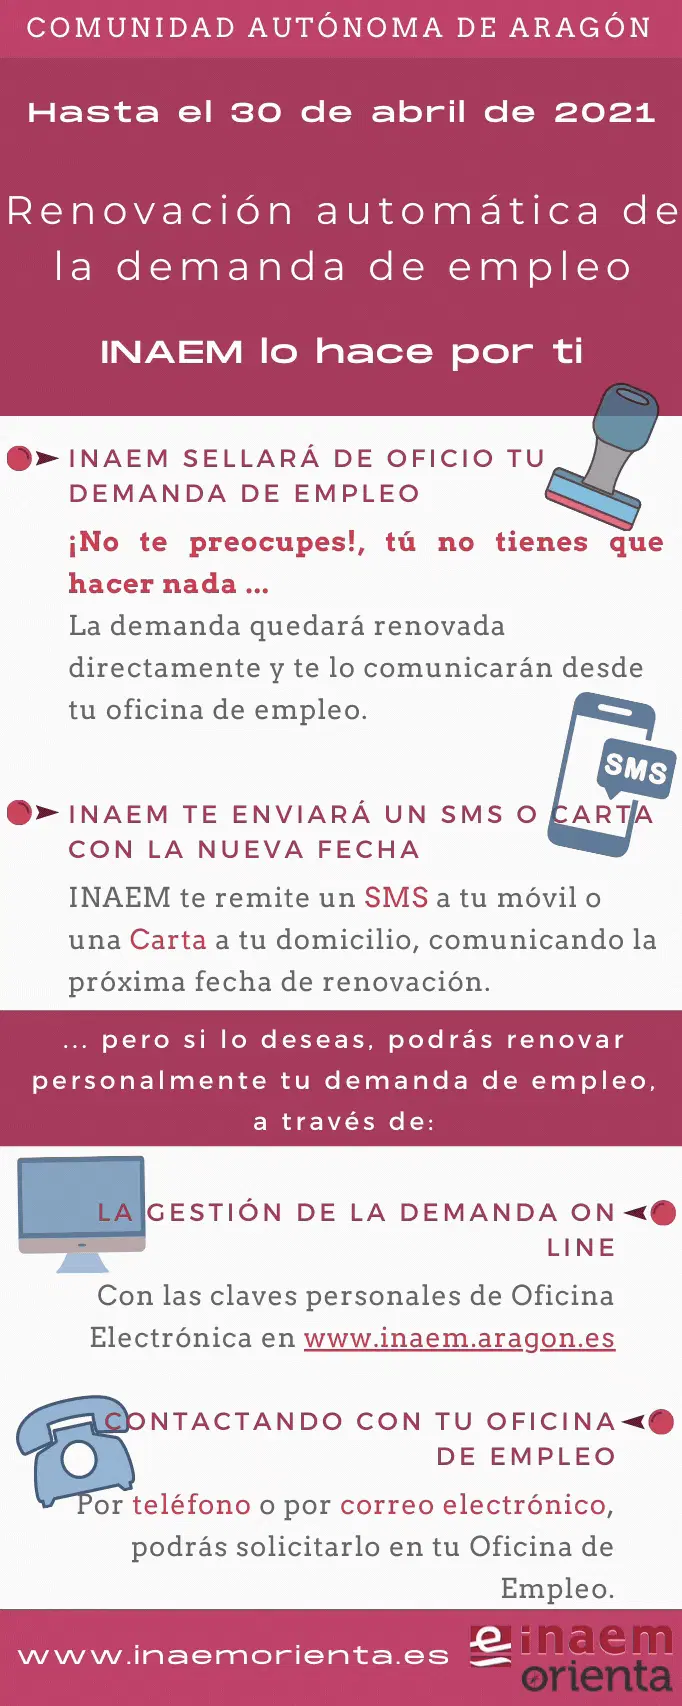 COMUNIDAD AUTÓNOMA DE ARAGÓN
Hasta el 30 de abril de 2021
Renovación automática de
la demanda de empleo
INAEM lo hace por ti
INAEM SELLARÁ DE OFICIO TU
DEMANDA DE EMPLEO
¡No te preocupes!, tú no tienes que
hacer nada ...
La demanda quedará renovada
directamente y te lo comunicarán desde
tu oficina de empleo.
SMS
INAEM TE ENVIARÁ UN SMS O CARTA
CON LA NUEVA FECHA
INAEM te remite un SMS a tu móvil o
una Carta a tu domicilio, comunicando la
próxima fecha de renovación.
... pero si lo deseas, podrás renovar
personalmente tu demanda de empleo,
a través de:
LA GESTIÓN DE LA DEMANDA ON
LINE
Con las claves personales de Oficina
Electrónica en www.inaem.aragon.es
CONTACTANDO CON TU OFICINA
DE EMPLEO
Por teléfono o por correo electrónico,
podrás solicitarlo en tu Oficina de
Empleo.
www.inaemorienta.es
e inaem
orienta